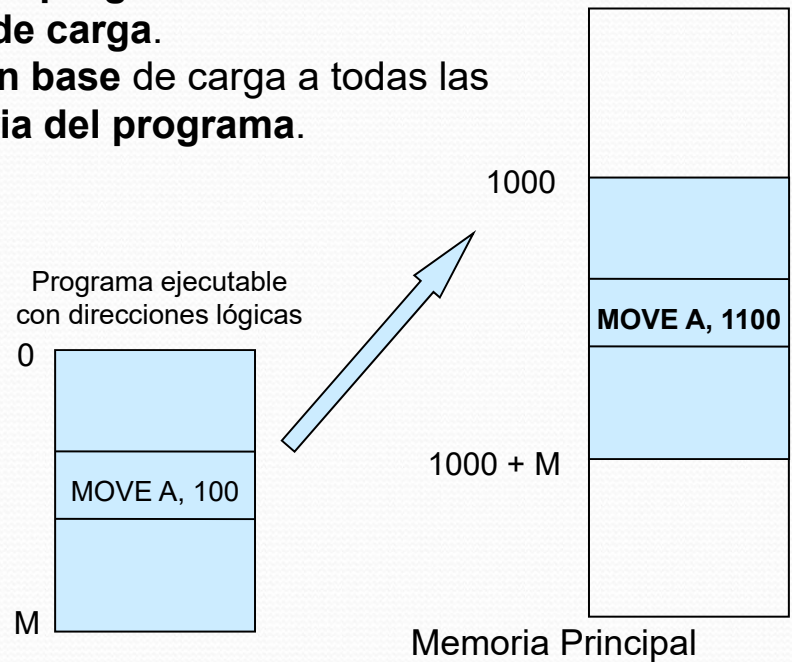 de carga.
n base de carga a todas las
ia del programa.
1000
Programa ejecutable
con direcciones lógicas
0
MOVE A, 1100
1000 + M
MOVE A, 100
M
Memoria Principal